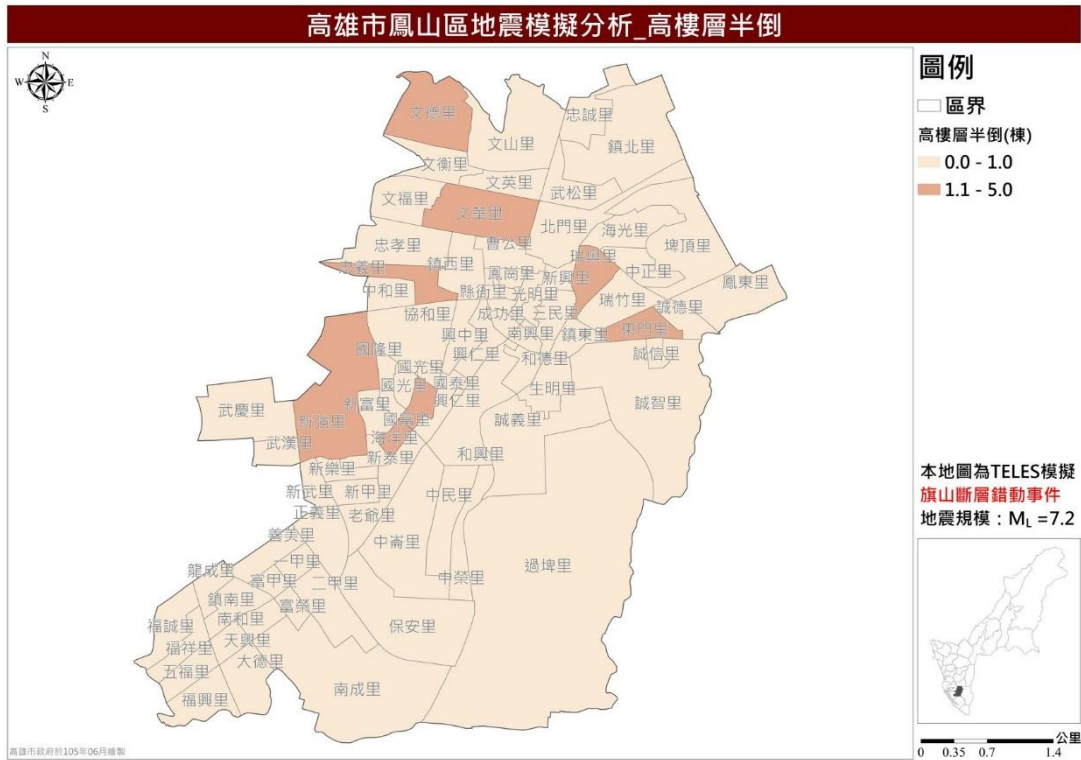 高雄市鳳山區地震模擬分析_高樓層半倒
N
W
E
S
圖例
區界
高樓層半倒(棟)
0.0 - 1.0
1.1 - 5.0
文德里
忠誠里
文山里
鎮北里
文衡里
文英里
武松里
文福里
文華里
北門里
海光里
忠孝里
曹公里
埤頂里
忠義里
鎮西里
瑞興里
鳳崗里
新興里
中正里
鳳東里
中和里
縣衙里
光明里
瑞竹里
誠德里
協和里
成功里
三民里
興中里
南興里
鎮東里
東門里
國隆里
興仁里
和德里
誠信里
國光里
國光里
國泰里
生明里
武慶里
新富里
興仁里
誠智里
新強里
國富里
誠義里
武漢里
海洋里
新泰里
和興里
新樂里
新武里
新甲里
中民里
正義里
老爺里
善美里
中崙里
一甲里
過埤里
龍成里
富甲里
二甲里
中榮里
鎮南里
富榮里
福誠里
南和里
保安里
福祥里
天興里
五福里
大德里
南成里
福興里
本地圖為TELES模擬
旗山斷層錯動事件
地震規模：ML =7.2
公里
0 0.35 0.7 1.4
高雄市政府於105年06月繪製